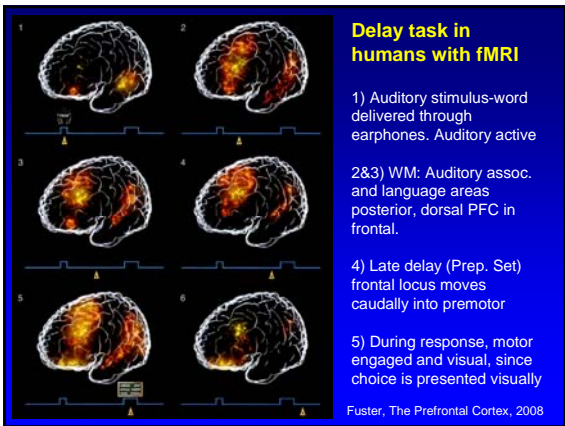 1
2
3
4
5
6
Delay task in
humans with fMRI
1) Auditory stimulus-word
delivered through
earphones. Auditory active
2&3) WM: Auditory assoc.
and language areas
posterior, dorsal PFC in
frontal.
4) Late delay (Prep. Set)
frontal locus moves
caudally into premotor
5) During response, motor
engaged and visual, since
choice is presented visually
Fuster, The Prefrontal Cortex, 2008